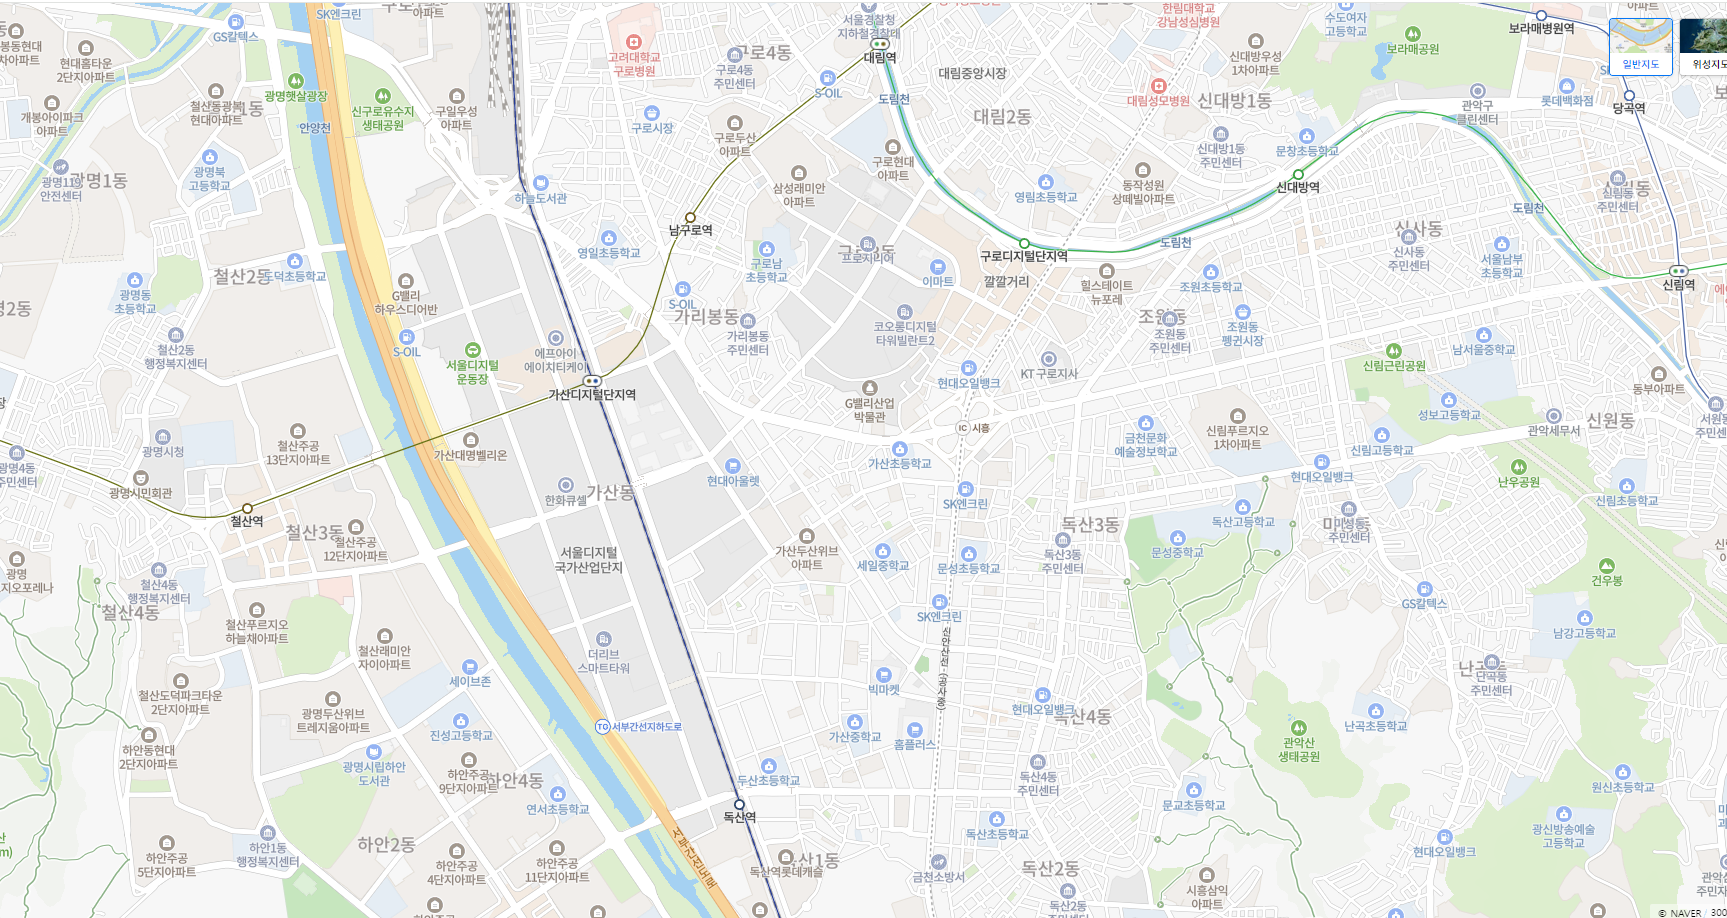 SK엔크린
아파트
서울경찰청
지하철경찰대
한림대학교
강남성심병원
수도여자
고등학교
아파트
보라매병원역
GS칼텍스
현대홈타운
2단지아파트
고려대학교
구로병원
구로4동
구로4동
주민센터
대림역
대림중앙시장
신대방우성
1차아파트
보라매공원
일반지도
위성지도
광명햇살광장
철산동광복
현대아파트
신구로유수지
생태공원
구일우성
아파트
S-OIL
도림천
대림성모병원
신대방1동
관악구
클린센터
롯데백화점
당곡역
개봉아이파크
아파트
안양천
구로시장
구로두산
아파트
대림2동
신대방1동
주민센터
문창초등학교
광명1동
광명119
안전센터
광명북
고등학교
하늘도서관
삼성래미안
아파트
구로현대
아파트
영림초등학교
동작성원
상떼빌아파트
신대방역
신림동
주민센터
도림천
남구로역
영일초등학교
구로남
초등학교
프로지리어
구로디지털단지역
도림천
신사동
신사동
주민센터
서울남부
초등학교
신림역
철산2동
도덕초등학교
광명동
초등학교
G밸리
하우스디어반
S-OIL
이마트
깔깔거리
힐스테이트
뉴포레
조원초등학교
가리봉동
가리봉동
주민센터
코오롱디지털
타워빌란트2
조원동
조원동
주민센터
조원동
펭귄시장
철산2동
행정복지센터
S-OIL
서울디지털
운동장
에프아이
에이치티케이
현대오일뱅크
KT 구로지사
신림근린공원
남서울중학교
동부아파트
가산디지털단지역
G밸리산업
박물관
IC 시흥
금천문화
예술정보학교
신림푸르지오
1차아파트
성보고등학교
신원동
관악세무서
광명시청
철산주공
13단지아파트
가산대명벨리온
가산초등학교
신림고등학교
광명4동
주민센터
광명시민회관
현대아울렛
현대오일뱅크
난우공원
한화큐셀
가산동
SK엔크린
신림초등학교
철산역
철산3동
철산주공
12단지아파트
독산3동
독산3동
주민센터
독산고등학교
미성동
주민센터
문성중학교
서울디지털
국가산업단지
가산두산위브
아파트
세일중학교
문성초등학교
광명
철산4동
행정복지센터
철산4동
건우봉
GS칼텍스
철산푸르지오
하늘채아파트
SK엔크린
남강고등학교
철산래미안
자이아파트
더리브
스마트타워
신안산선 (공사중)
난곡동
난곡동
주민센터
세이브존
빅마켓
철산도덕파크타운
2단지아파트
광명두산위브
트레지움아파트
현대오일뱅크
독산4동
난곡초등학교
진성고등학교
TG 서부간선지하도로
가산중학교
홈플러스
관악산
생태공원
하안동현대
2단지아파트
광명시립하안
도서관
하안주공
9단지아파트
하안4동
두산초등학교
독산4동
주민센터
원신초등학교
연서초등학교
독산역
문교초등학교
독산초등학교
광신방송예술
고등학교
하안2동
하안1동
행정복지센터
서부간선도로
현대오일뱅크
하안주공
5단지아파트
하안주공
4단지아파트
하안주공
11단지아파트
독산1동
독산역롯데캐슬
금천소방서
독산2동
독산2동
시흥삼익
아파트
© NAVER
300